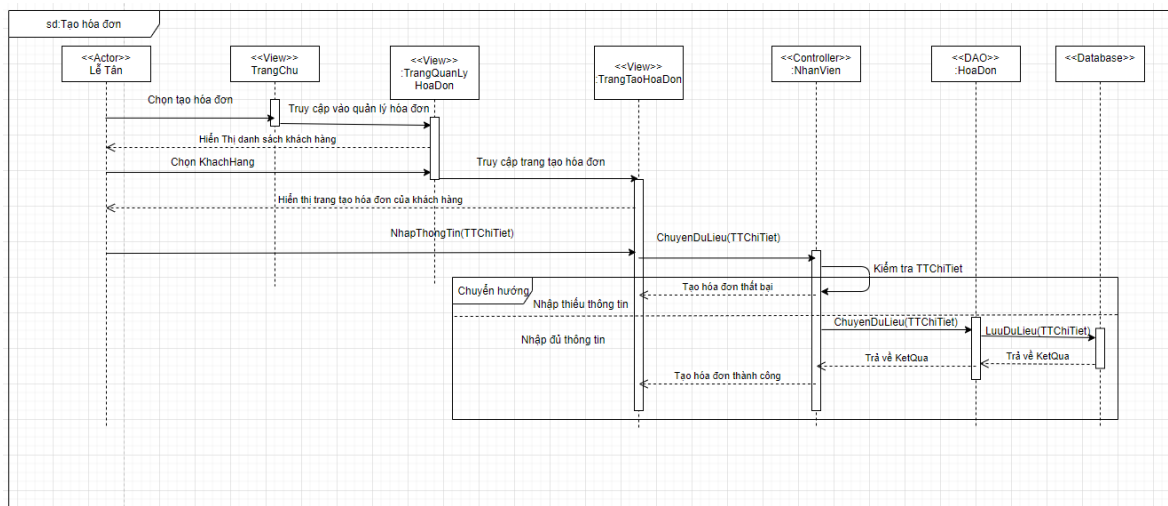 sd:Tạo hóa đơn
<<Actor>>
Lễ Tân
<<View>>
TrangChu
<<View>>
:TrangQuanLy
HoaDon
<<View>>
:TrangTaoHoaDon
<<Controller>>
:NhanVien
<<DAO>>
:HoaDon
<<Database>>
Chọn tạo hóa đơn
Truy cập vào quản lý hóa đơn
Hiển Thị danh sách khách hàng
Chọn KhachHang
Truy cập trang tạo hóa đơn
Hiển thị trang tạo hóa đơn của khách hàng
NhapThongTin(TTChiTiet)
ChuyenDuLieu(TTChiTiet)
Kiểm tra TTChiTiet
Chuyển hướng
Tạo hóa đơn thất bại
Nhập thiếu thông tin
ChuyenDuLieu(TTChiTiet)
LuuDuLieu(TTChiTiet)
Nhập đủ thông tin
Trả về KetQua
Trả về KetQua
Tạo hóa đơn thành công